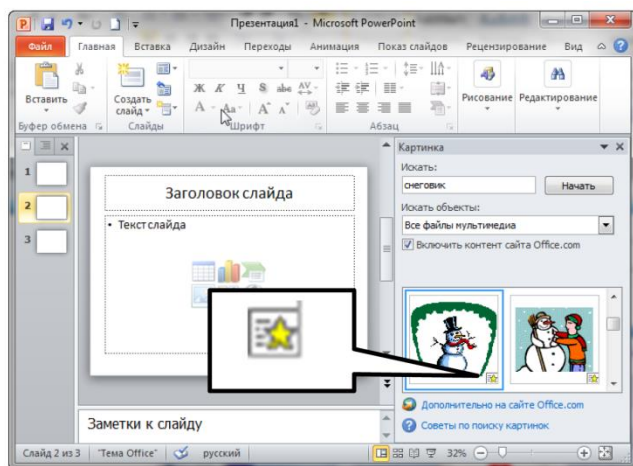 Презентация1 - Microsoft PowerPoint
Файл Главная Вставка Дизайн Переходы Анимация Показ слайдов Рецензирование Вид
Вставить
Создать слайд
Ж К Ч S abc AV
A Aa A A
Рисование Редактирование
Буфер обмена Слайды Шрифт Абзац
1
2
3
Заголовок слайда
• Текст слайда
Заметки к слайду
Картинка
Искать:
снеговик Начать
Искать объекты:
Все файлы мультимедиа
Включить контент сайта Office.com
Дополнительно на сайте Office.com
Советы по поиску картинок
Слайд 2 из 3 "Тема Office" русский 32%